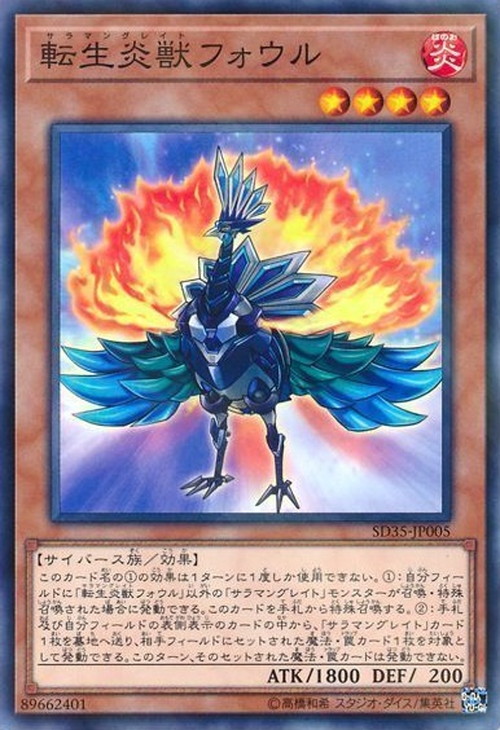 サラマングレイト
転生炎獣フォウル
ほのお
炎
SD35-JP005
【サイバース族／効果】
このカード名の①の効果は１ターンに１度しか使用できない。①：自分フィー
ルドに「転生炎獣フォウル」以外の「サラマングレイト」モンスターが召喚・特殊
召喚された場合に発動できる。このカードを手札から特殊召喚する。②：手札
及び自分フィールドの表側表示のカードの中から、「サラマングレイト」カード
１枚を墓地へ送り、相手フィールドにセットされた魔法・罠カード１枚を対象と
して発動できる。このターン、そのセットされた魔法・罠カードは発動できない。
ATK/1800 DEF/ 200
89662401
©高橋和希 スタジオ・ダイス/集英社